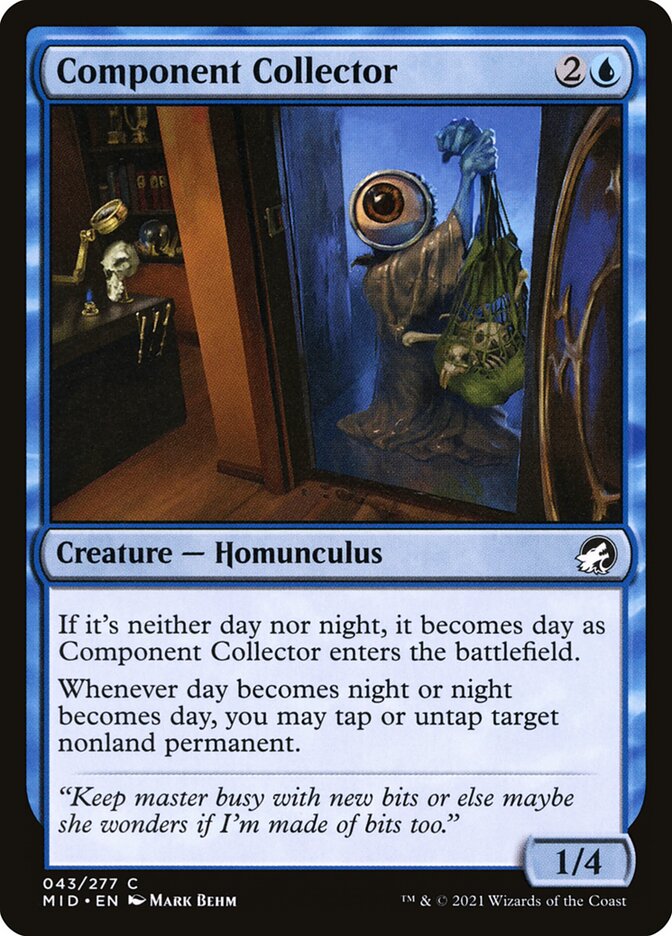 Component Collector 2
Creature — Homunculus
If it's neither day nor night, it becomes day as
Component Collector enters the battlefield.
Whenever day becomes night or night
becomes day, you may tap or untap target
nonland permanent.
“Keep master busy with new bits or else maybe
she wonders if I'm made of bits too.”
1/4
043/277 C
MID • EN Mark Behm
™ & © 2021 Wizards of the Coast